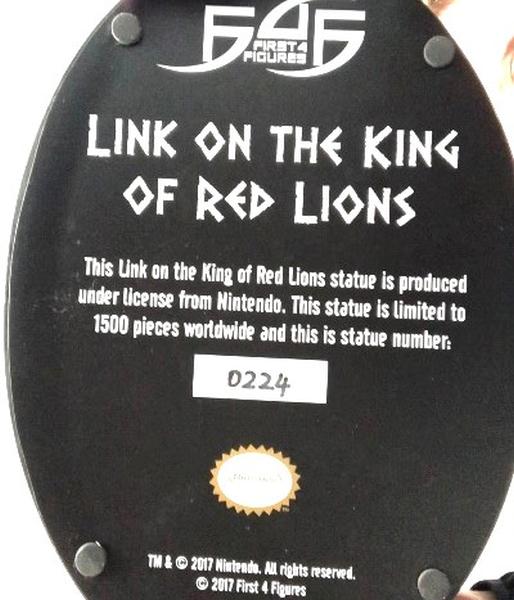 F4F
FIRST 4
FIGURES
LINK ON THE KING
OF RED LIONS
This Link on the King of Red Lions statue is produced
under license from Nintendo. This statue is limited to
1500 pieces worldwide and this is statue number:
0224
TM
TM & © 2017 Nintendo. All rights reserved.
© 2017 First 4 Figures